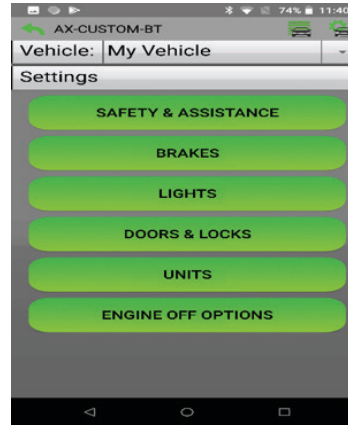 74% 11:40
AX-CUSTOM-BT
Vehicle: My Vehicle
Settings
SAFETY & ASSISTANCE
BRAKES
LIGHTS
DOORS & LOCKS
UNITS
ENGINE OFF OPTIONS